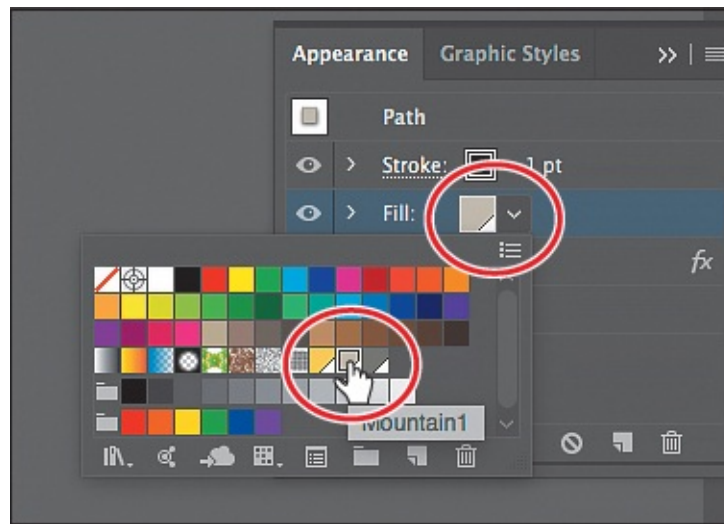 Appearance Graphic Styles
Path
Stroke: 1 pt
Fill:
fx
Mountain1